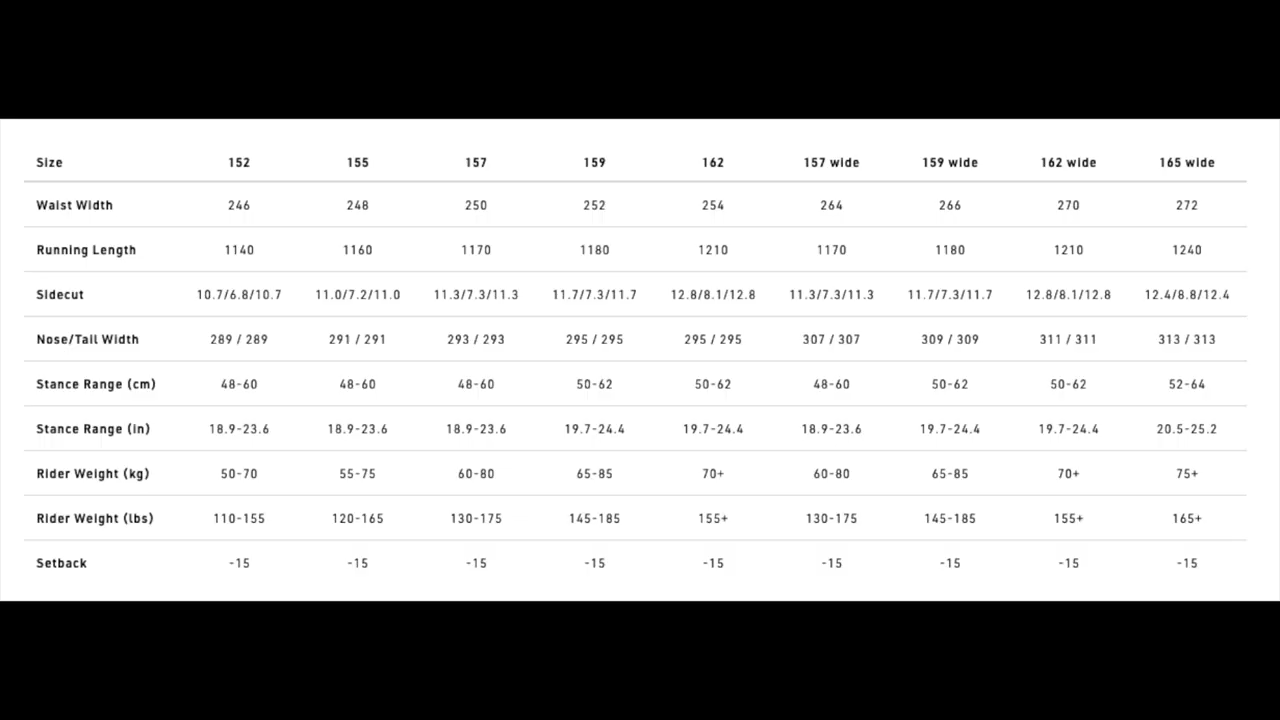 Size 152 155 157 159 162 157 wide 159 wide 162 wide 165 wide
Waist Width 246 248 250 252 254 264 266 270 272
Running Length 1140 1160 1170 1180 1210 1170 1180 1210 1240
Sidecut 10.7/6.8/10.7 11.0/7.2/11.0 11.3/7.3/11.3 11.7/7.3/11.7 12.8/8.1/12.8 11.3/7.3/11.3 11.7/7.3/11.7 12.8/8.1/12.8 12.4/8.8/12.4
Nose/Tail Width 289 / 289 291 / 291 293 / 293 295 / 295 295 / 295 307 / 307 309 / 309 311 / 311 313 / 313
Stance Range (cm) 48-60 48-60 48-60 50-62 50-62 48-60 50-62 50-62 52-64
Stance Range (in) 18.9-23.6 18.9-23.6 18.9-23.6 19.7-24.4 19.7-24.4 18.9-23.6 19.7-24.4 19.7-24.4 20.5-25.2
Rider Weight (kg) 50-70 55-75 60-80 65-85 70+ 60-80 65-85 70+ 75+
Rider Weight (lbs) 110-155 120-165 130-175 145-185 155+ 130-175 145-185 155+ 165+
Setback -15 -15 -15 -15 -15 -15 -15 -15 -15